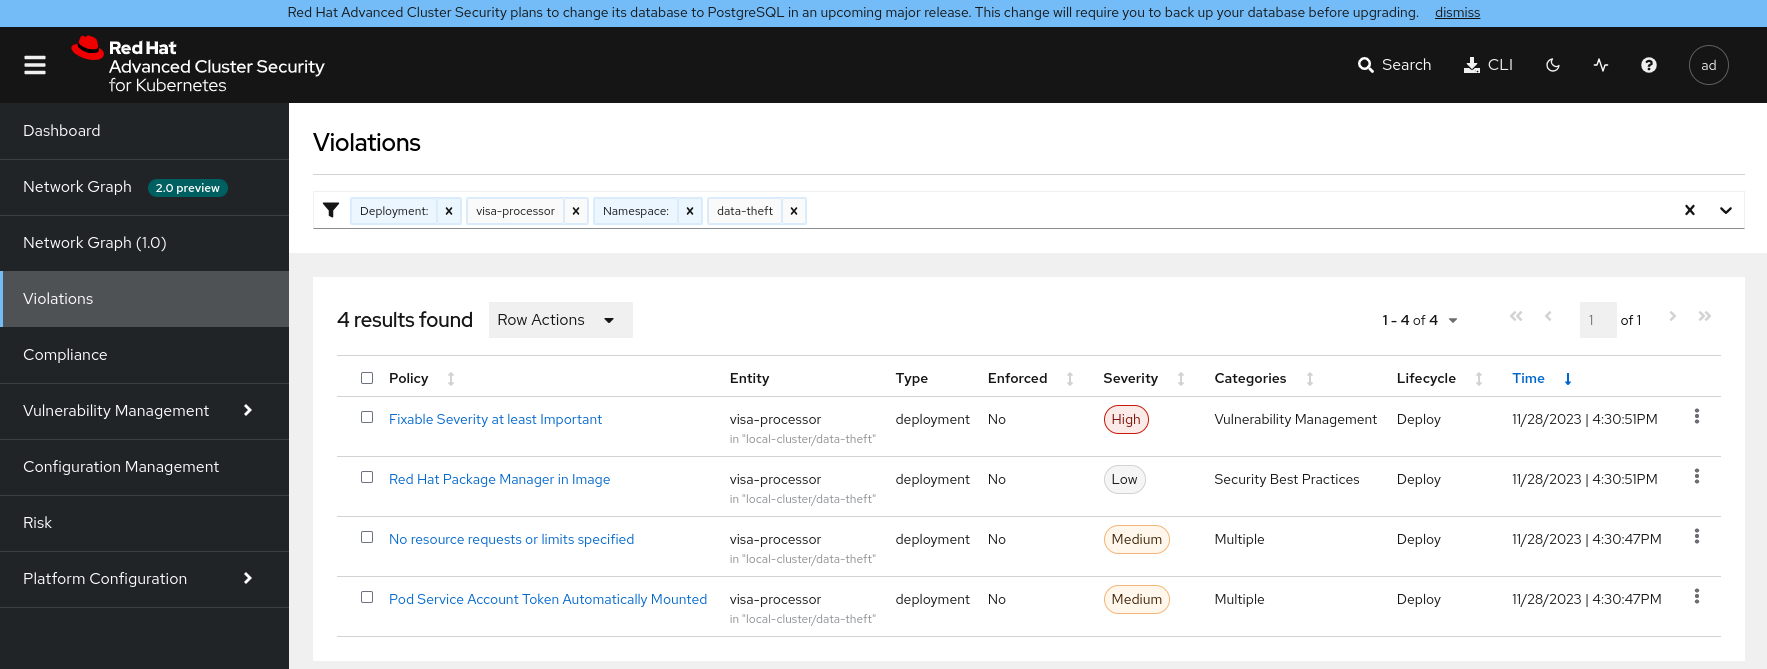 Red Hat Advanced Cluster Security plans to change its database to PostgreSQL in an upcoming major release. This change will require you to back up your database before upgrading. dismiss
Red Hat
Advanced Cluster Security
for Kubernetes
Search CLI ad
Dashboard
Network Graph 2.0 preview
Network Graph (1.0)
Violations
Compliance
Vulnerability Management
Configuration Management
Risk
Platform Configuration
Violations
Deployment: visa-processor Namespace: data-theft
4 results found Row Actions 1 - 4 of 4 1 of 1
Policy Entity Type Enforced Severity Categories Lifecycle Time
Fixable Severity at least Important visa-processor deployment No High Vulnerability Management Deploy 11/28/2023 | 4:30:51PM
in "local-cluster/data-theft"
Red Hat Package Manager in Image visa-processor deployment No Low Security Best Practices Deploy 11/28/2023 | 4:30:51PM
in "local-cluster/data-theft"
No resource requests or limits specified visa-processor deployment No Medium Multiple Deploy 11/28/2023 | 4:30:47PM
in "local-cluster/data-theft"
Pod Service Account Token Automatically Mounted visa-processor deployment No Medium Multiple Deploy 11/28/2023 | 4:30:47PM
in "local-cluster/data-theft"